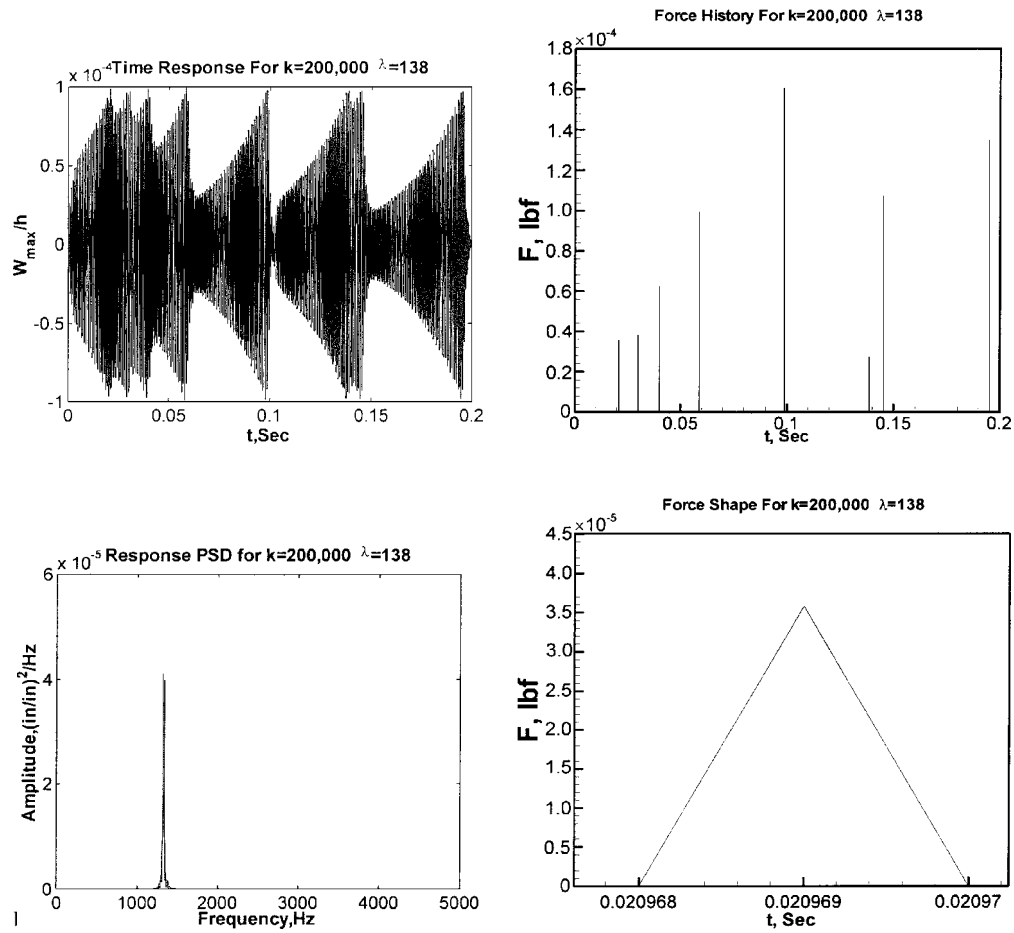 Time Response For k=200,000 λ=138
1 x 10⁻⁴
0.5
0
-0.5
-1
W_max/h
0 0.05 0.1 0.15 0.2
t,Sec
Force History For k=200,000 λ=138
×10⁻⁴
1.8
1.6
1.4
1.2
1.0
0.8
0.6
0.4
0.2
0
F, lbf
0 0.05 0.1 0.15 0.2
t, Sec
Response PSD for k=200,000 λ=138
6 x 10⁻⁵
4
2
0
Amplitude,(in/in)²/Hz
0 1000 2000 3000 4000 5000
Frequency,Hz
Force Shape For k=200,000 λ=138
×10⁻⁵
4.5
4.0
3.5
3.0
2.5
2.0
1.5
1.0
0.5
0
F, lbf
0.020968 0.020969 0.02097
t, Sec